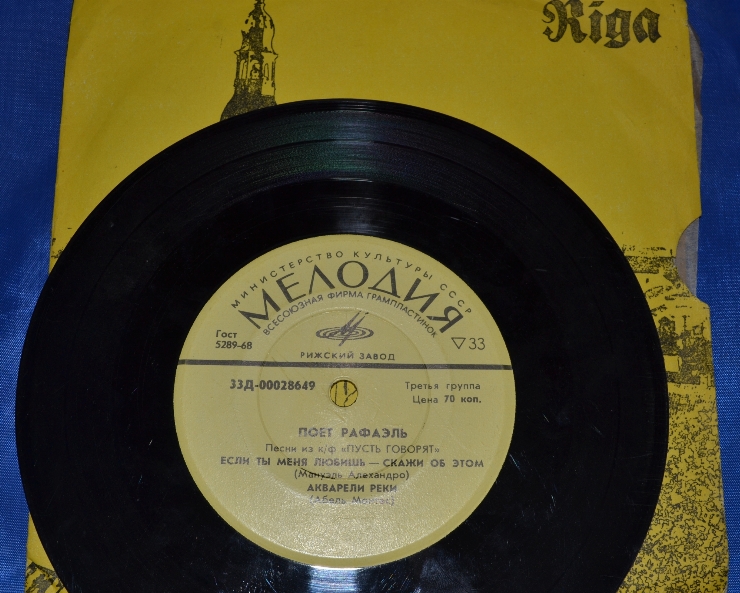 Riga
МИНИСТЕРСТВО КУЛЬТУРЫ СССР
МЕЛОДИЯ
ВСЕСОЮЗНАЯ ФИРМА ГРАМПЛАСТИНОК
Гост
5289-68
▽33
РИЖСКИЙ ЗАВОД
33Д-00028649
Третья группа
Цена 70 коп.
ПОЕТ РАФАЭЛЬ
Песни из к/ф «ПУСТЬ ГОВОРЯТ»
ЕСЛИ ТЫ МЕНЯ ЛЮБИШЬ — СКАЖИ ОБ ЭТОМ
(Мануэль Алехандро)
АКВАРЕЛИ РЕКИ
(Абель